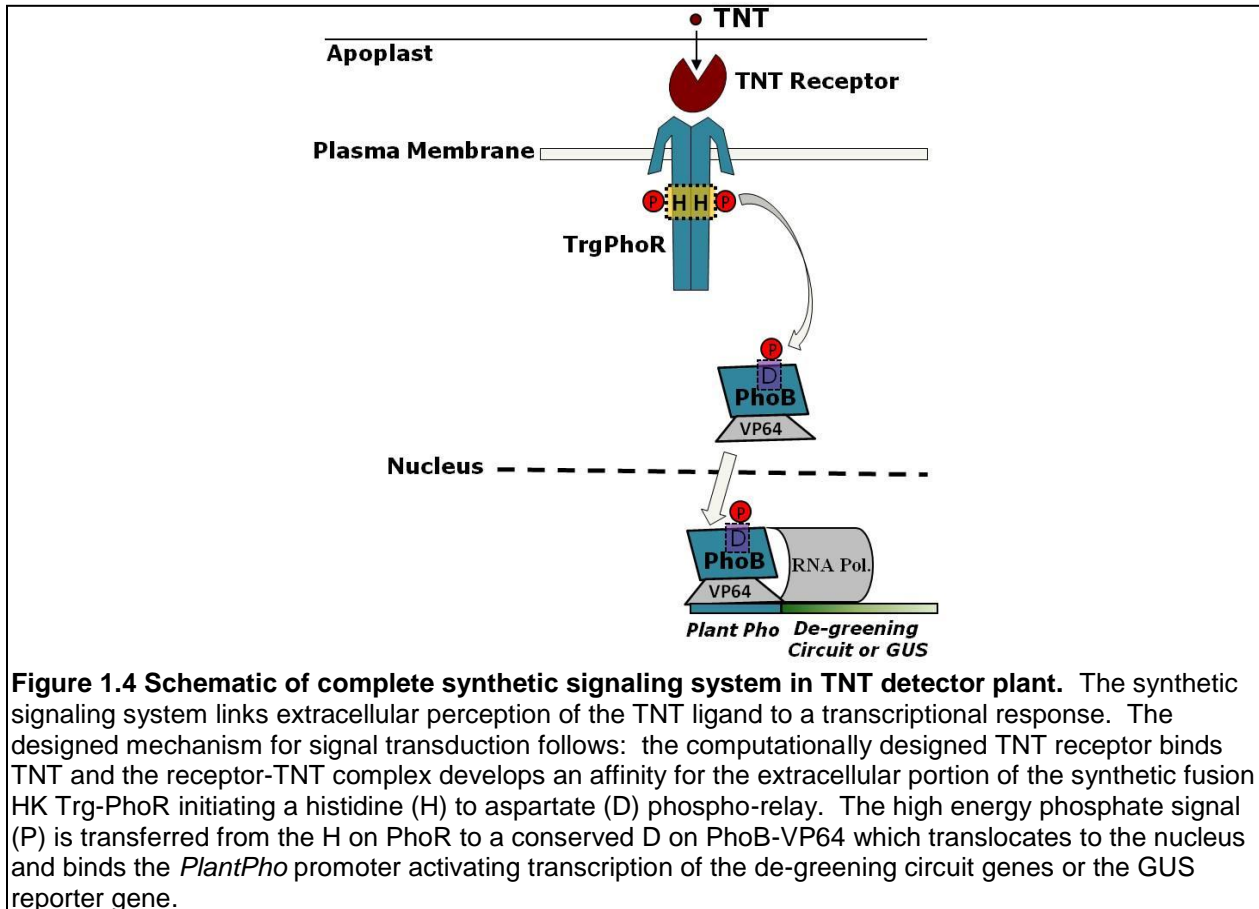 TNT
Apoplast
TNT Receptor
Plasma Membrane
P H H P
TrgPhoR
P
D
PhoB
VP64
Nucleus
P
D
PhoB
RNA Pol.
VP64
Plant Pho De-greening
Circuit or GUS
Figure 1.4 Schematic of complete synthetic signaling system in TNT detector plant. The synthetic
signaling system links extracellular perception of the TNT ligand to a transcriptional response. The
designed mechanism for signal transduction follows: the computationally designed TNT receptor binds
TNT and the receptor-TNT complex develops an affinity for the extracellular portion of the synthetic fusion
HK Trg-PhoR initiating a histidine (H) to aspartate (D) phospho-relay. The high energy phosphate signal
(P) is transferred from the H on PhoR to a conserved D on PhoB-VP64 which translocates to the nucleus
and binds the PlantPho promoter activating transcription of the de-greening circuit genes or the GUS
reporter gene.